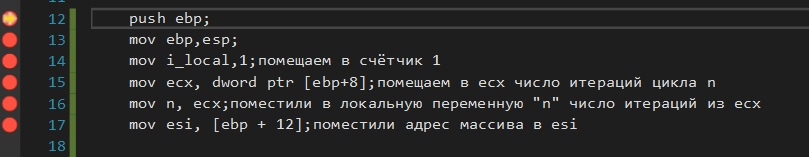 12 push ebp;
13 mov ebp,esp;
14 mov i_local,1;помещаем в счётчик 1
15 mov ecx, dword ptr [ebp+8];помещаем в ecx число итераций цикла n
16 mov n, ecx;поместили в локальную переменную "n" число итераций из ecx
17 mov esi, [ebp + 12];поместили адрес массива в esi
18